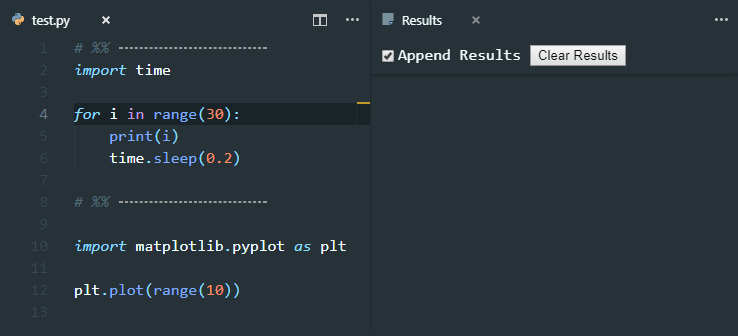 test.py × ···
Results × ···
Append Results Clear Results
1 # %% ----------------------------
2 import time
3
4 for i in range(30):
5     print(i)
6     time.sleep(0.2)
7
8 # %% ----------------------------
9
10 import matplotlib.pyplot as plt
11
12 plt.plot(range(10))
13